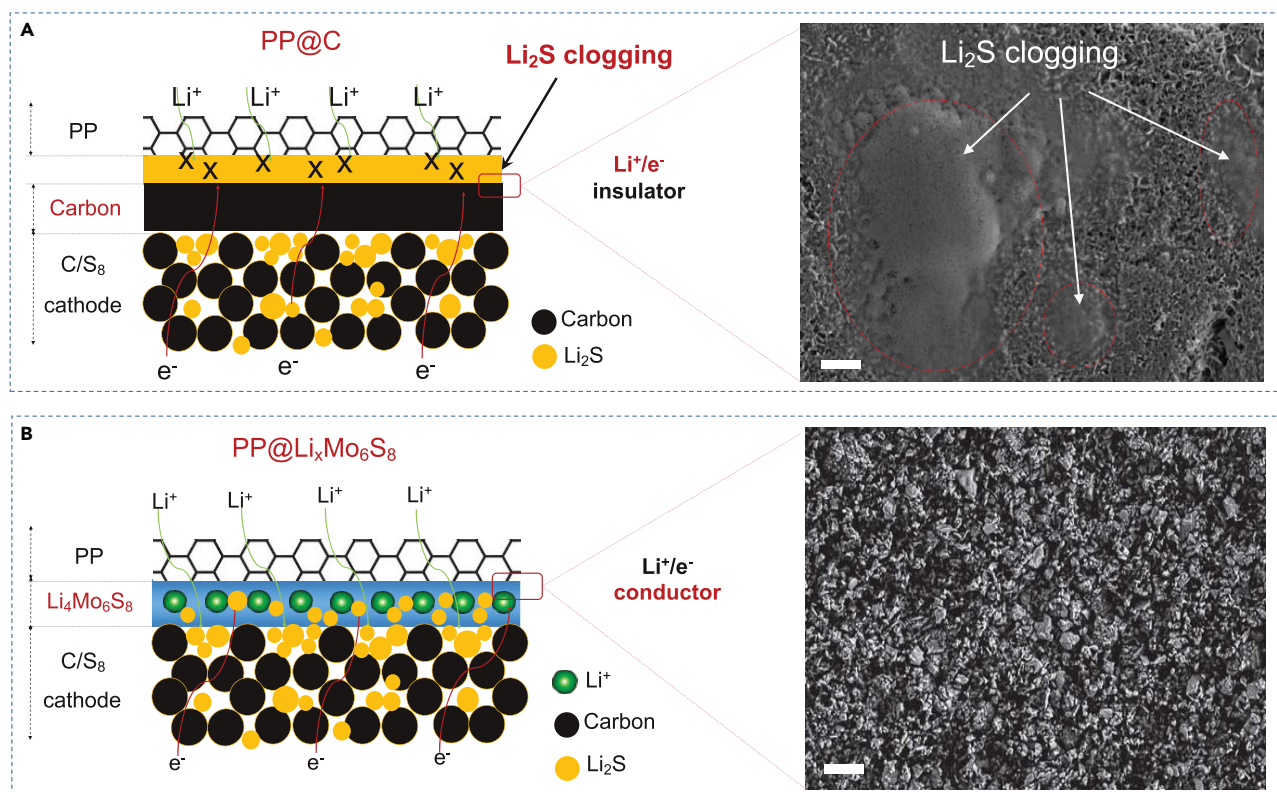 A
PP@C
Li₂S clogging
Li₂S clogging
Li⁺ Li⁺ Li⁺ Li⁺
PP
X X X X X X X
Li⁺/e⁻
insulator
Carbon
C/S₈
cathode
Carbon
Li₂S
e⁻ e⁻ e⁻
B
PP@LiₓMo₆S₈
Li⁺ Li⁺ Li⁺ Li⁺
PP
Li⁺/e⁻
conductor
Li₄Mo₆S₈
C/S₈
cathode
Li⁺
Carbon
Li₂S
e⁻ e⁻ e⁻